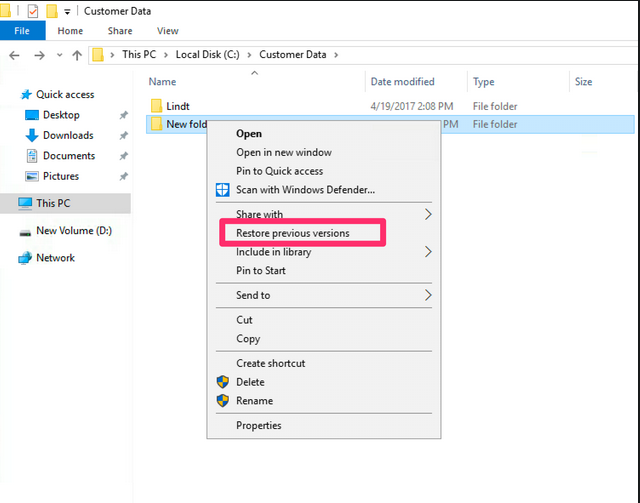 Customer Data
File
Home
Share
View
This PC
Local Disk (C:)
Customer Data
Name
Date modified
Type
Size
Quick access
Desktop
Downloads
Documents
Pictures
This PC
New Volume (D:)
Network
Lindt
4/19/2017 2:08 PM
File folder
New fold
PM
File folder
Open
Open in new window
Pin to Quick access
Scan with Windows Defender...
Share with
Restore previous versions
Include in library
Pin to Start
Send to
Cut
Copy
Create shortcut
Delete
Rename
Properties